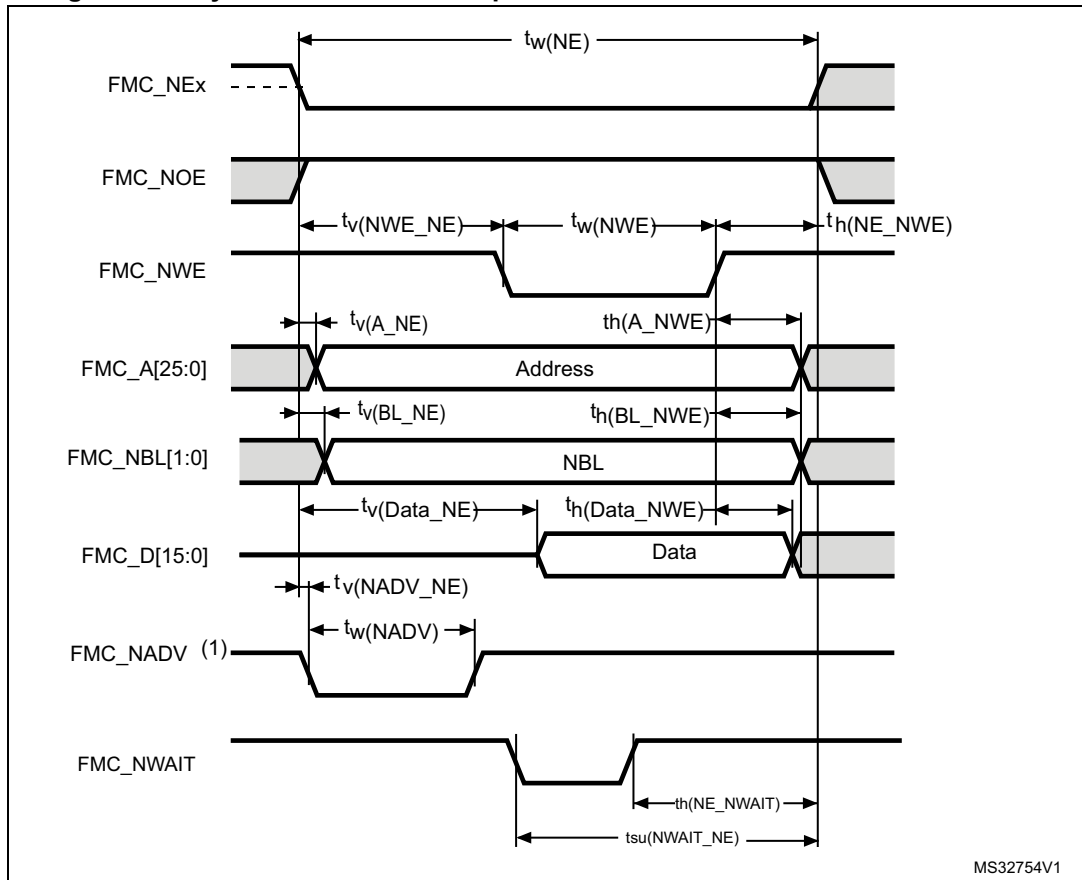 tw(NE)
FMC_NEx
FMC_NOE
tv(NWE_NE) tw(NWE) th(NE_NWE)
FMC_NWE
tv(A_NE) th(A_NWE)
FMC_A[25:0] Address
tv(BL_NE) th(BL_NWE)
FMC_NBL[1:0] NBL
tv(Data_NE) th(Data_NWE)
FMC_D[15:0] Data
tv(NADV_NE)
tw(NADV)
FMC_NADV (1)
FMC_NWAIT
th(NE_NWAIT)
tsu(NWAIT_NE)
MS32754V1